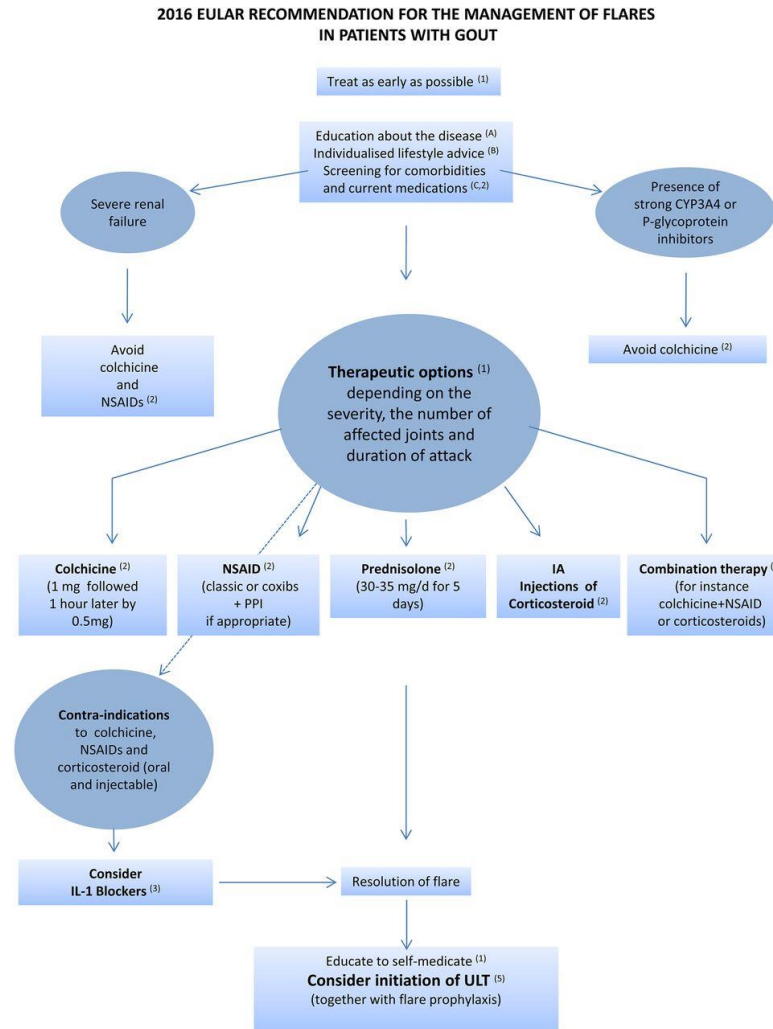 2016 EULAR RECOMMENDATION FOR THE MANAGEMENT OF FLARES
IN PATIENTS WITH GOUT
Treat as early as possible (1)
Education about the disease (A)
Individualised lifestyle advice (B)
Screening for comorbidities
and current medications (C,2)
Severe renal
failure
Presence of
strong CYP3A4 or
P-glycoprotein
inhibitors
Avoid
colchicine
and
NSAIDs (2)
Avoid colchicine (2)
Therapeutic options (1)
depending on the
severity, the number of
affected joints and
duration of attack
Colchicine (2)
(1 mg followed
1 hour later by
0.5mg)
NSAID (2)
(classic or coxibs
+ PPI
if appropriate)
Prednisolone (2)
(30-35 mg/d for 5
days)
IA
Injections of
Corticosteroid (2)
Combination therapy (
(for instance
colchicine+NSAID
or corticosteroids)
Contra-indications
to colchicine,
NSAIDs and
corticosteroid (oral
and injectable)
Consider
IL-1 Blockers (3)
Resolution of flare
Educate to self-medicate (1)
Consider initiation of ULT (5)
(together with flare prophylaxis)